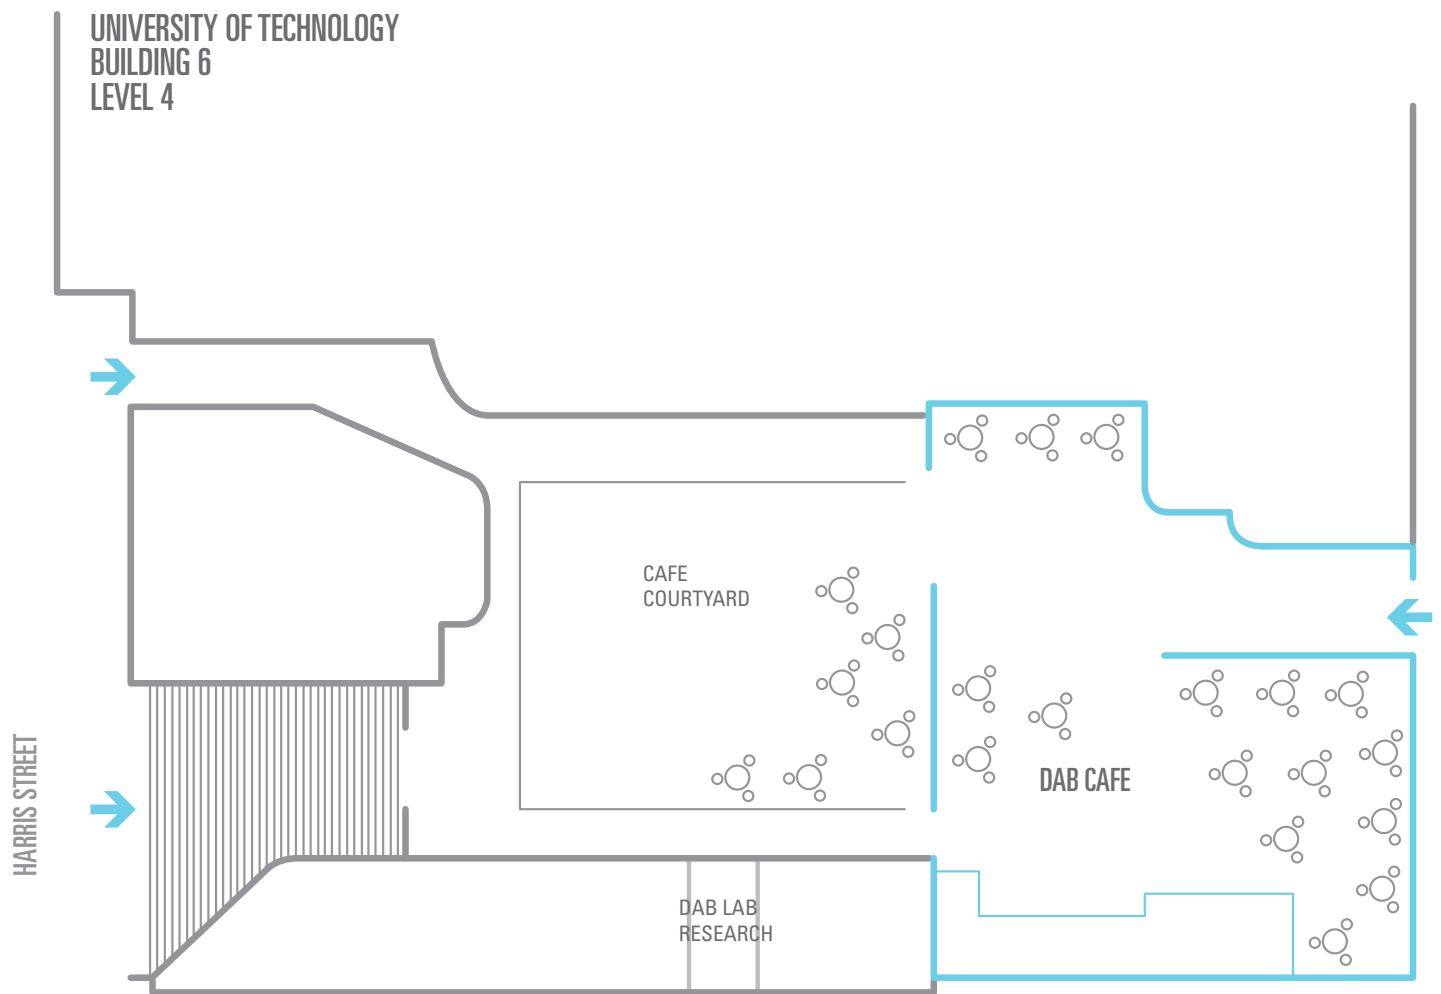 UNIVERSITY OF TECHNOLOGY
BUILDING 6
LEVEL 4
CAFE
COURTYARD
DAB CAFE
HARRIS STREET
DAB LAB
RESEARCH